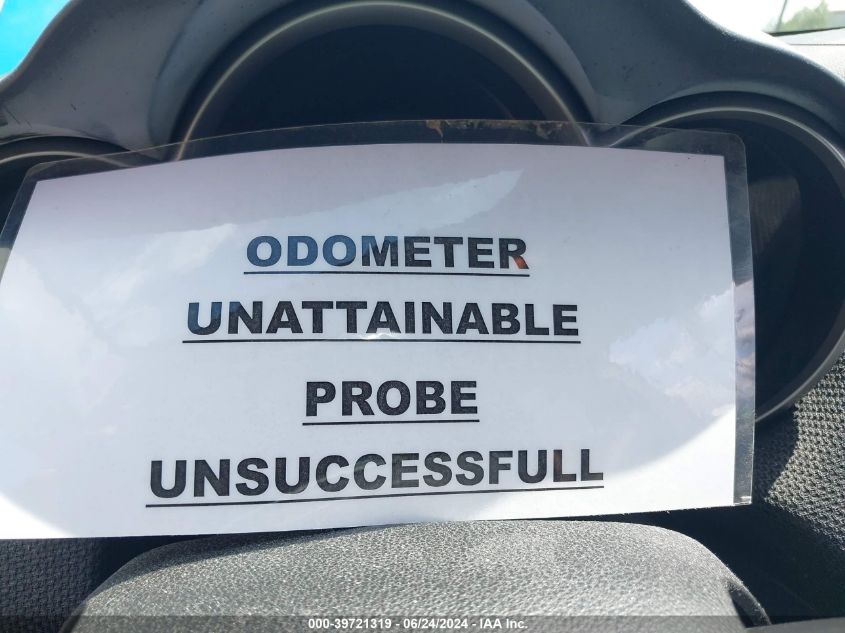 ODOMETER
UNATTAINABLE
PROBE
UNSUCCESSFULL
000-39721319 - 06/24/2024 - IAA Inc.